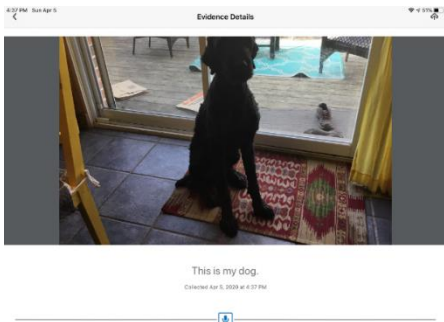 4:37 PM Sun Apr 5
51%
Evidence Details
This is my dog.
Collected Apr 5, 2020 at 4:37 PM